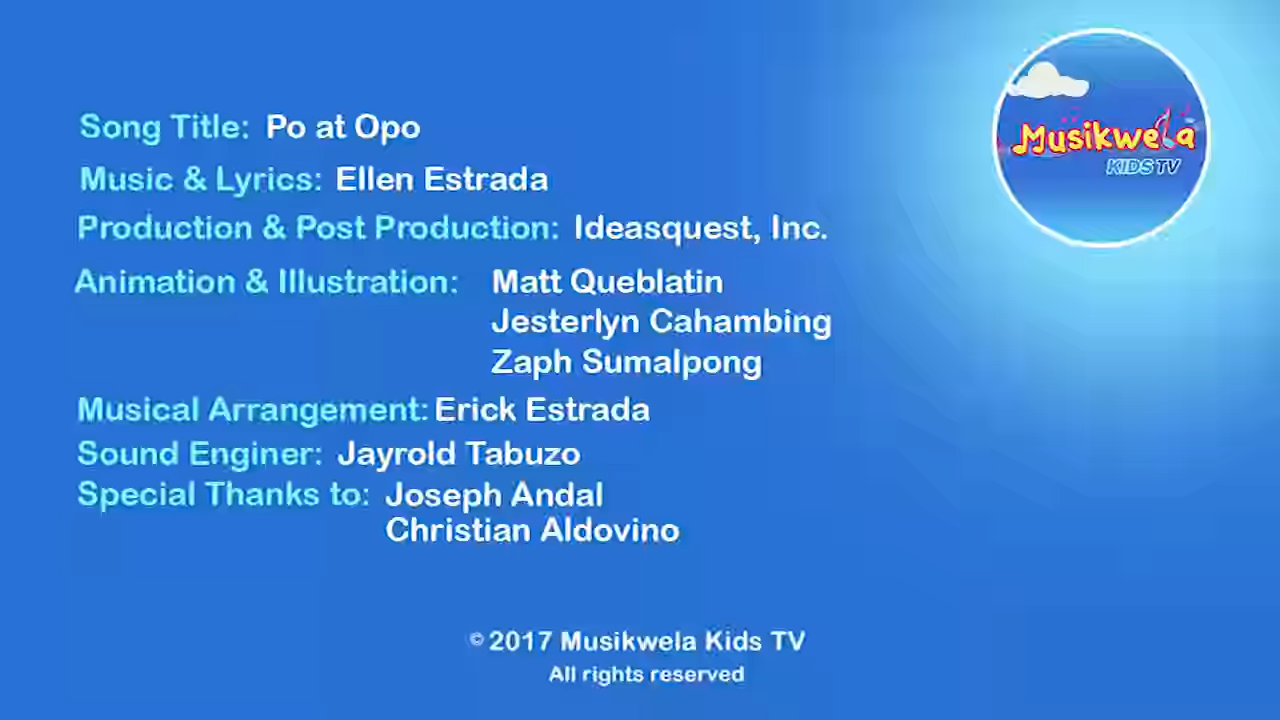 Song Title: Po at Opo
Music & Lyrics: Ellen Estrada
Production & Post Production: Ideasquest, Inc.
Animation & Illustration: Matt Queblatin
Jesterlyn Cahambing
Zaph Sumalpong
Musical Arrangement: Erick Estrada
Sound Enginer: Jayrold Tabuzo
Special Thanks to: Joseph Andal
Christian Aldovino
© 2017 Musikwela Kids TV
All rights reserved
Musikwela
KIDS TV